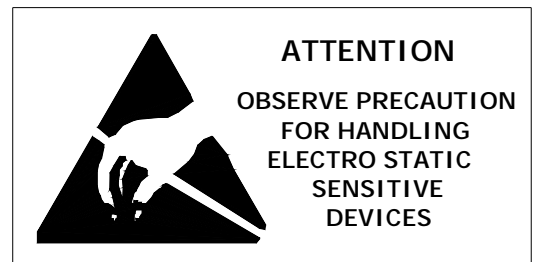 ATTENTION
OBSERVE PRECAUTION
FOR HANDLING
ELECTRO STATIC
SENSITIVE
DEVICES